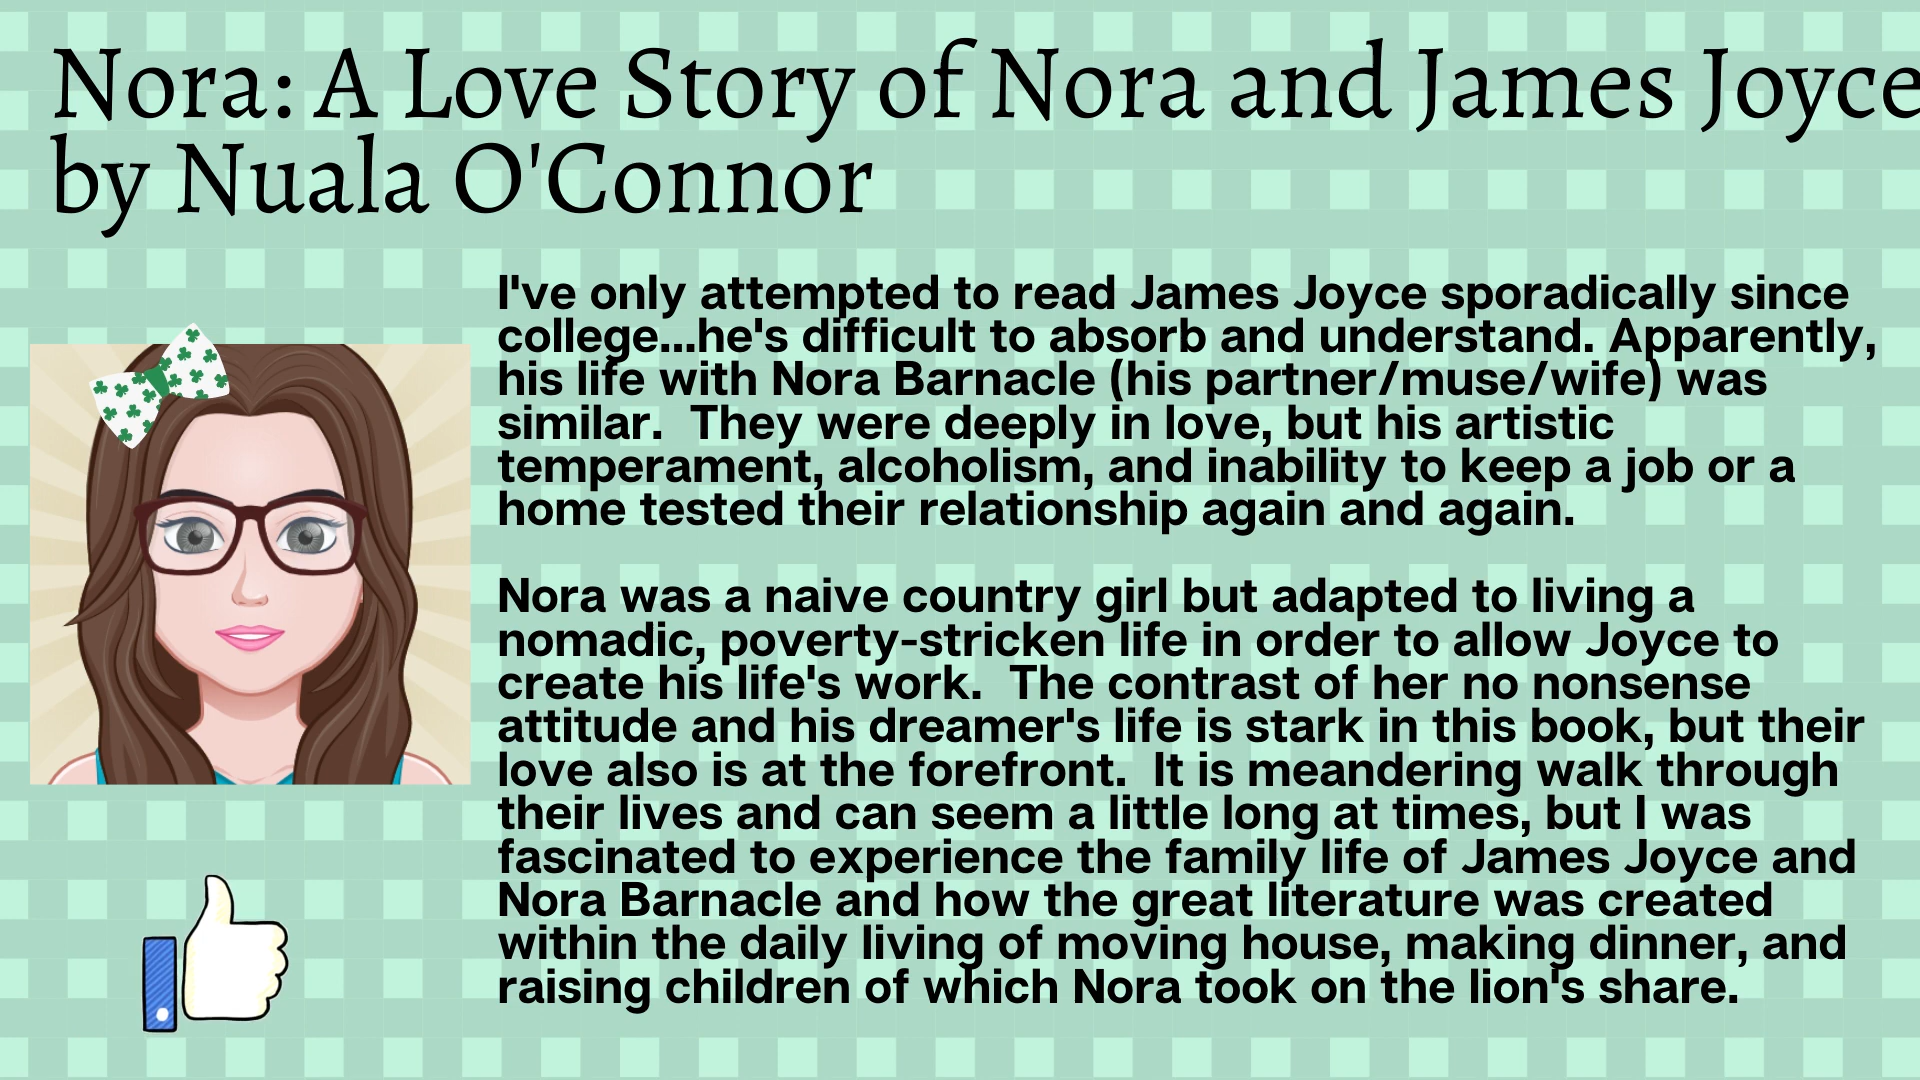 Nora: A Love Story of Nora and James Joyce
by Nuala O'Connor
I've only attempted to read James Joyce sporadically since
college...he's difficult to absorb and understand. Apparently,
his life with Nora Barnacle (his partner/muse/wife) was
similar.  They were deeply in love, but his artistic
temperament, alcoholism, and inability to keep a job or a
home tested their relationship again and again.
Nora was a naive country girl but adapted to living a
nomadic, poverty-stricken life in order to allow Joyce to
create his life's work.  The contrast of her no nonsense
attitude and his dreamer's life is stark in this book, but their
love also is at the forefront.  It is meandering walk through
their lives and can seem a little long at times, but I was
fascinated to experience the family life of James Joyce and
Nora Barnacle and how the great literature was created
within the daily living of moving house, making dinner, and
raising children of which Nora took on the lion's share.